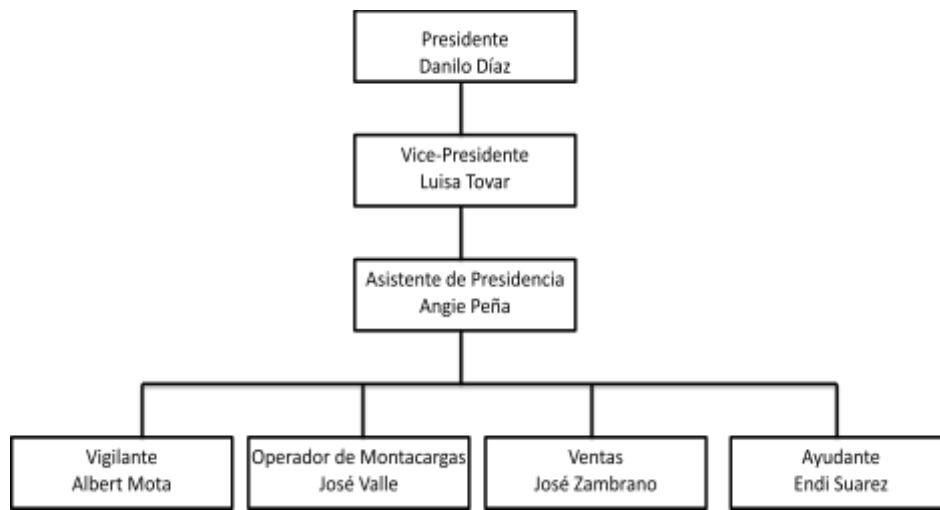 Presidente
Danilo Díaz
Vice-Presidente
Luisa Tovar
Asistente de Presidencia
Angie Peña
Vigilante
Albert Mota
Operador de Montacargas
José Valle
Ventas
José Zambrano
Ayudante
Endi Suarez